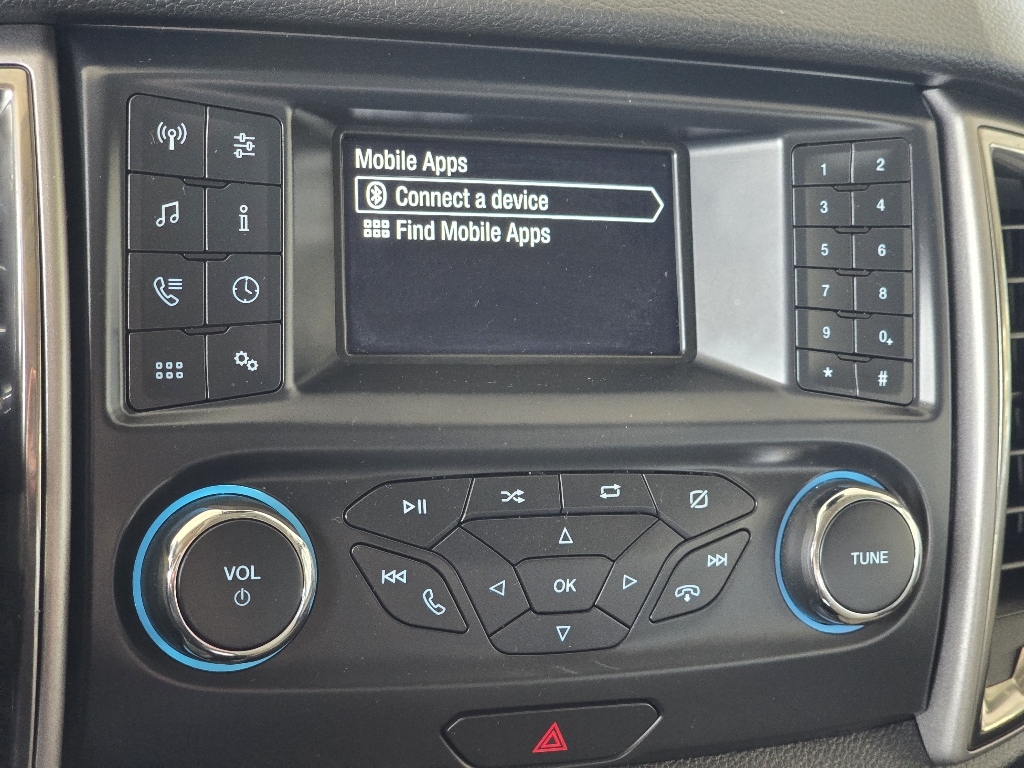 Mobile Apps
Connect a device
Find Mobile Apps
1 2
3 4
5 6
7 8
9 0+
* #
VOL
OK
TUNE